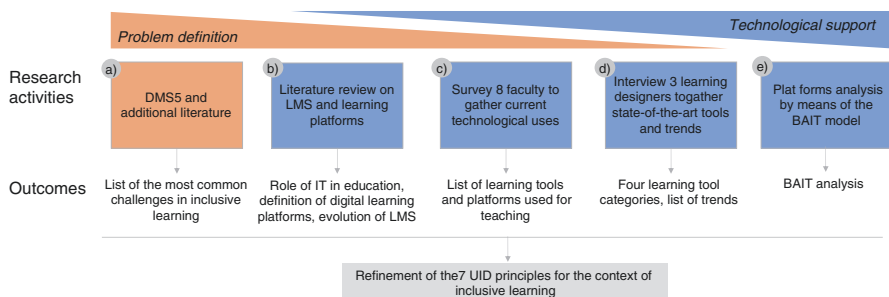 Technological support
Problem definition
Research
activities
a)
DMS5 and
additional literature
b)
Literature review on
LMS and learning
platforms
c)
Survey 8 faculty to
gather current
technological uses
d)
Interview 3 learning
designers togather
state-of-the-art tools
and trends
e)
Plat forms analysis
by means of the
BAIT model
Outcomes
List of the most common
challenges in inclusive
learning
Role of IT in education,
definition of digital learning
platforms, evolution of LMS
List of learning tools
and platforms used for
teaching
Four learning tool
categories, list of trends
BAIT analysis
Refinement of the7 UID principles for the context of
inclusive learning